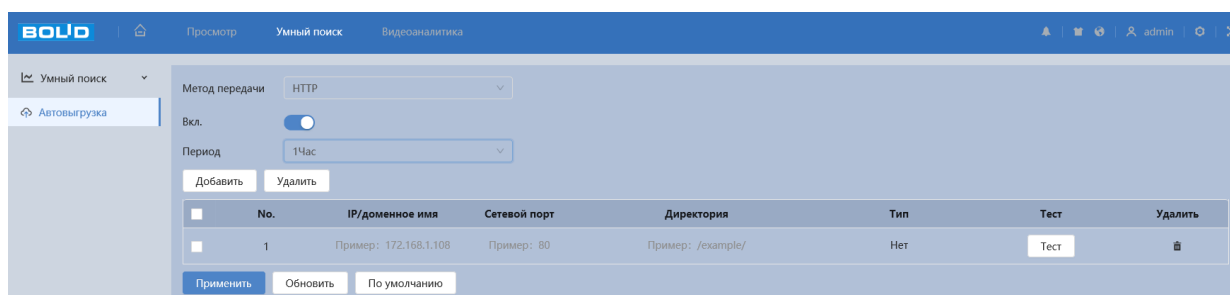 BOLID Просмотр Умный поиск Видеоаналитика admin
Умный поиск
Автовыгрузка
Метод передачи HTTP
Вкл.
Период 1Час
Добавить Удалить
No. IP/доменное имя Сетевой порт Директория Тип Тест Удалить
1 Пример: 172.168.1.108 Пример: 80 Пример: /example/ Нет Тест
Применить Обновить По умолчанию